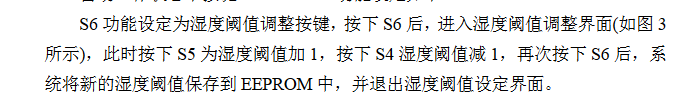 S6 功能设定为湿度阈值调整按键，按下 S6 后，进入湿度阈值调整界面(如图 3
所示)，此时按下 S5 为湿度阈值加 1，按下 S4 湿度阈减 1，再次按下 S6 后，系
统将新的湿度阈值保存到 EEPROM 中，并退出湿度阈值设定界面。